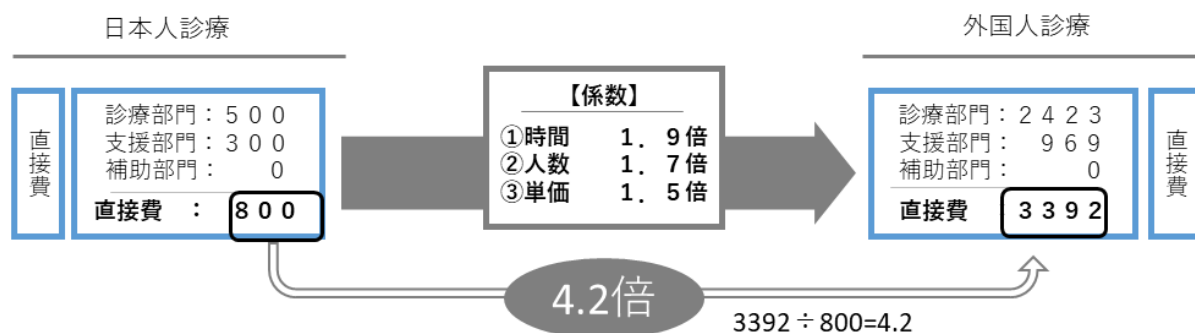 日本人診療
外国人診療
直接費
診療部門：５００
支援部門：３００
補助部門：　　０
直接費　：　８００
【係数】
①時間　　１．９倍
②人数　　１．７倍
③単価　　１．５倍
診療部門：２４２３
支援部門：　９６９
補助部門：　　　０
直接費　３３９２
直接費
4.2倍
3392÷800=4.2